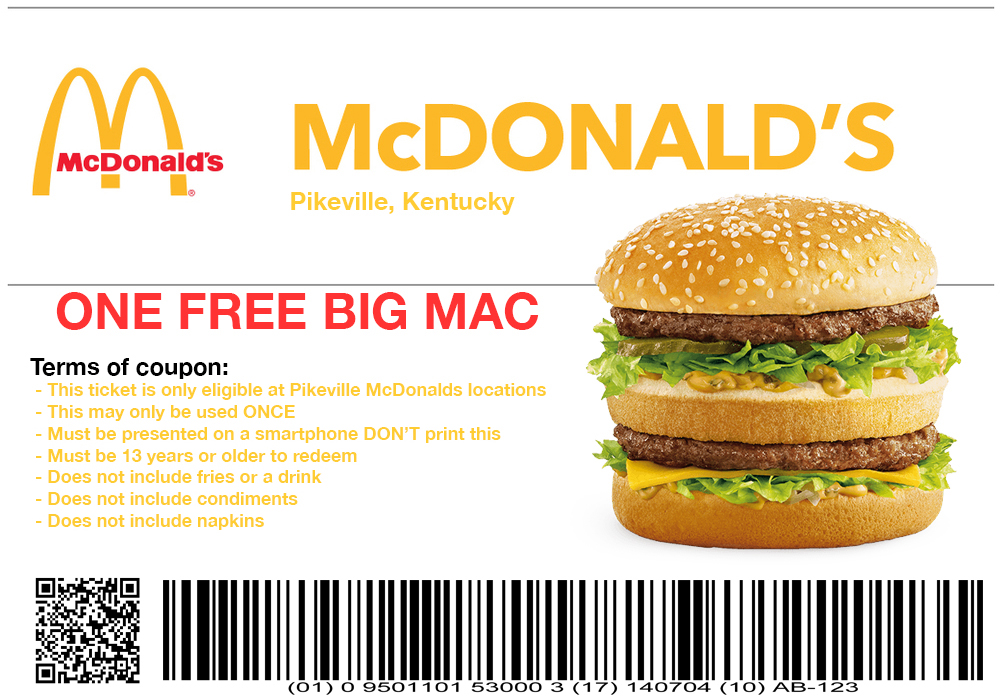 McDonald's
®
McDONALD'S
Pikeville, Kentucky
ONE FREE BIG MAC
Terms of coupon:
- This ticket is only eligible at Pikeville McDonalds locations
- This may only be used ONCE
- Must be presented on a smartphone DON'T print this
- Must be 13 years or older to redeem
- Does not include fries or a drink
- Does not include condiments
- Does not include napkins
(01) 0 9501101 53000 3 (17) 140704 (10) AB-123